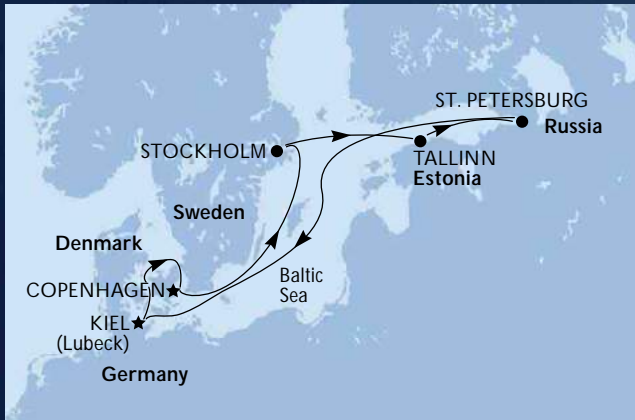 ST. PETERSBURG
Russia
STOCKHOLM
TALLINN
Estonia
Sweden
Denmark
COPENHAGEN
Baltic
Sea
KIEL
(Lubeck)
Germany